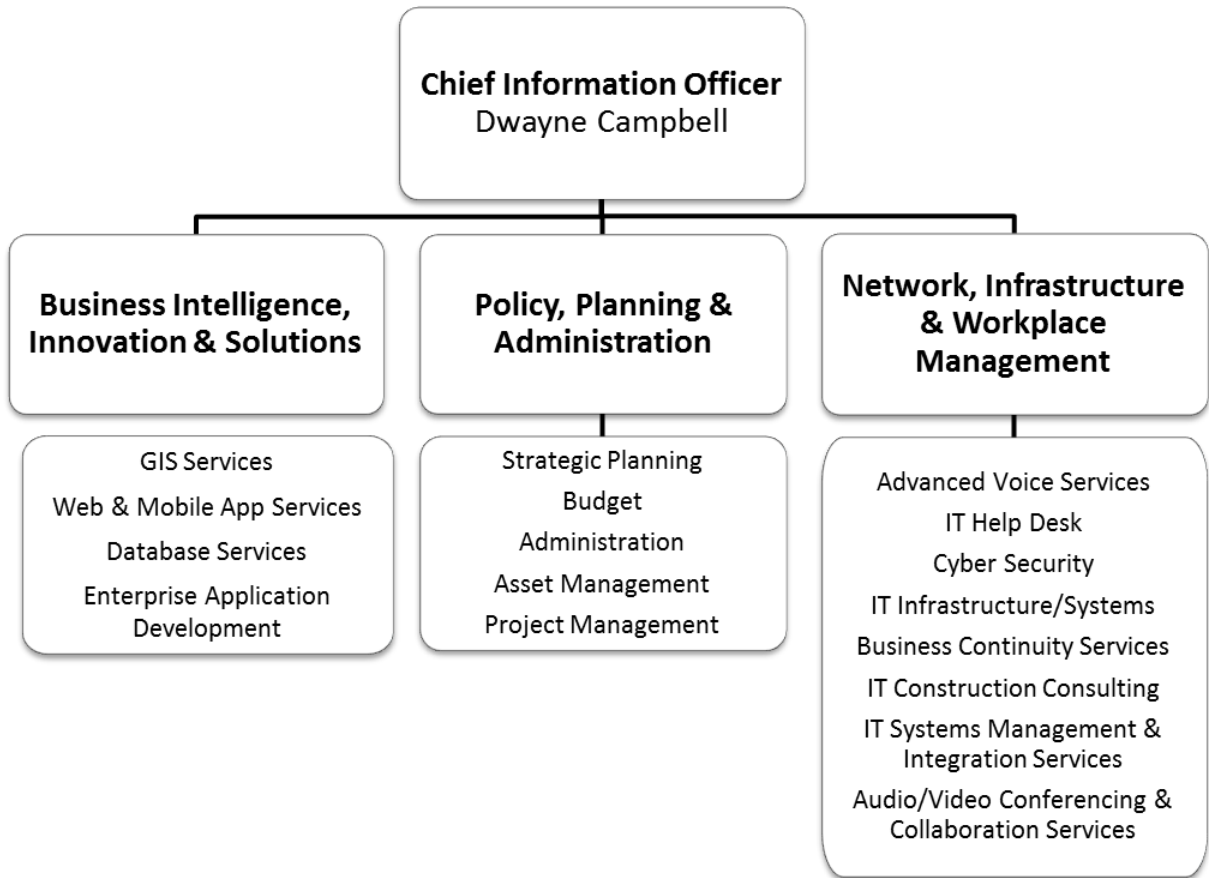 Chief Information Officer
Dwayne Campbell
Business Intelligence,
Innovation & Solutions
Policy, Planning &
Administration
Network, Infrastructure
& Workplace
Management
GIS Services
Web & Mobile App Services
Database Services
Enterprise Application
Development
Strategic Planning
Budget
Administration
Asset Management
Project Management
Advanced Voice Services
IT Help Desk
Cyber Security
IT Infrastructure/Systems
Business Continuity Services
IT Construction Consulting
IT Systems Management &
Integration Services
Audio/Video Conferencing &
Collaboration Services